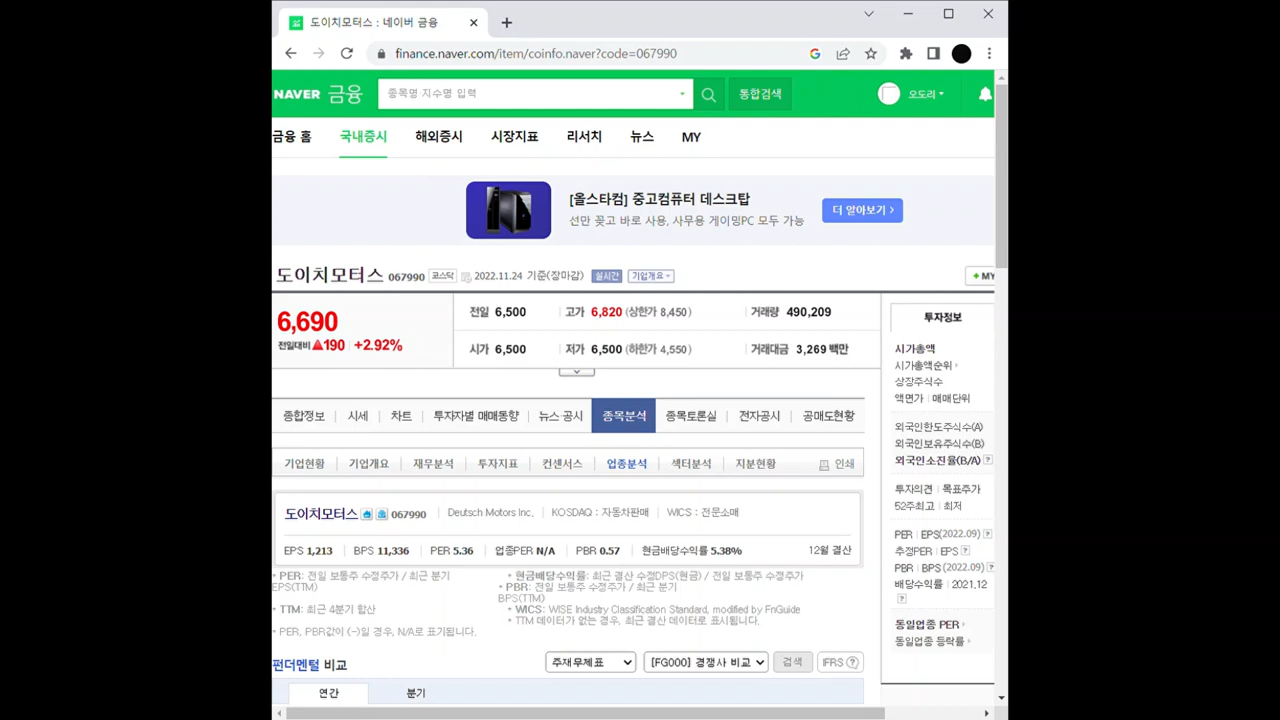 도이치모터스 : 네이버 금융
finance.naver.com/item/coinfo.naver?code=067990
NAVER 금융 종목명 지수명 입력 통합검색 오도리
금융 홈 국내증시 해외증시 시장지표 리서치 뉴스 MY
[올스타컴] 중고컴퓨터 데스크탑
선만 꽂고 바로 사용, 사무용 게이밍PC 모두 가능
더 알아보기
도이치모터스 067990 코스닥 2022.11.24 기준(장마감) 실시간 기업개요 MY
6,690
전일대비 ▲190 +2.92%
전일 6,500 고가 6,820 (상한가 8,450) 거래량 490,209
시가 6,500 저가 6,500 (하한가 4,550) 거래대금 3,269 백만
종합정보 시세 차트 투자자별 매매동향 뉴스·공시 종목분석 종목토론실 전자공시 공매도현황
기업현황 기업개요 재무분석 투자지표 컨센서스 업종분석 섹터분석 지분현황 인쇄
도이치모터스 067990 Deutsch Motors Inc. KOSDAQ : 자동차판매 WICS : 전문소매
EPS 1,213 BPS 11,336 PER 5.36 업종PER N/A PBR 0.57 현금배당수익률 5.38% 12월 결산
* PER: 전일 보통주 수정주가 / 최근 분기
EPS(TTM)
* TTM: 최근 4분기 합산
* PER, PBR값이 (-)일 경우, N/A로 표기됩니다.
* 현금배당수익률: 최근 결산 수정DPS(현금) / 전일 보통주 수정주가
* PBR: 전일 보통주 수정주가 / 최근 분기
BPS(TTM)
* WICS: WISE Industry Classification Standard, modified by FnGuide
* TTM 데이터가 없는 경우, 최근 결산 데이터로 표시됩니다.
펀더멘털 비교 주재무제표 [FG000] 경쟁사 비교 검색 IFRS ?
연간 분기
투자정보
시가총액
시가총액순위
상장주식수
액면가 매매단위
외국인한도주식수(A)
외국인보유주식수(B)
외국인소진율(B/A) ?
투자의견 목표주가
52주최고 최저
PER EPS(2022.09) ?
추정PER EPS ?
PBR BPS (2022.09) ?
배당수익률 2021.12
?
동일업종 PER
동일업종 등락률